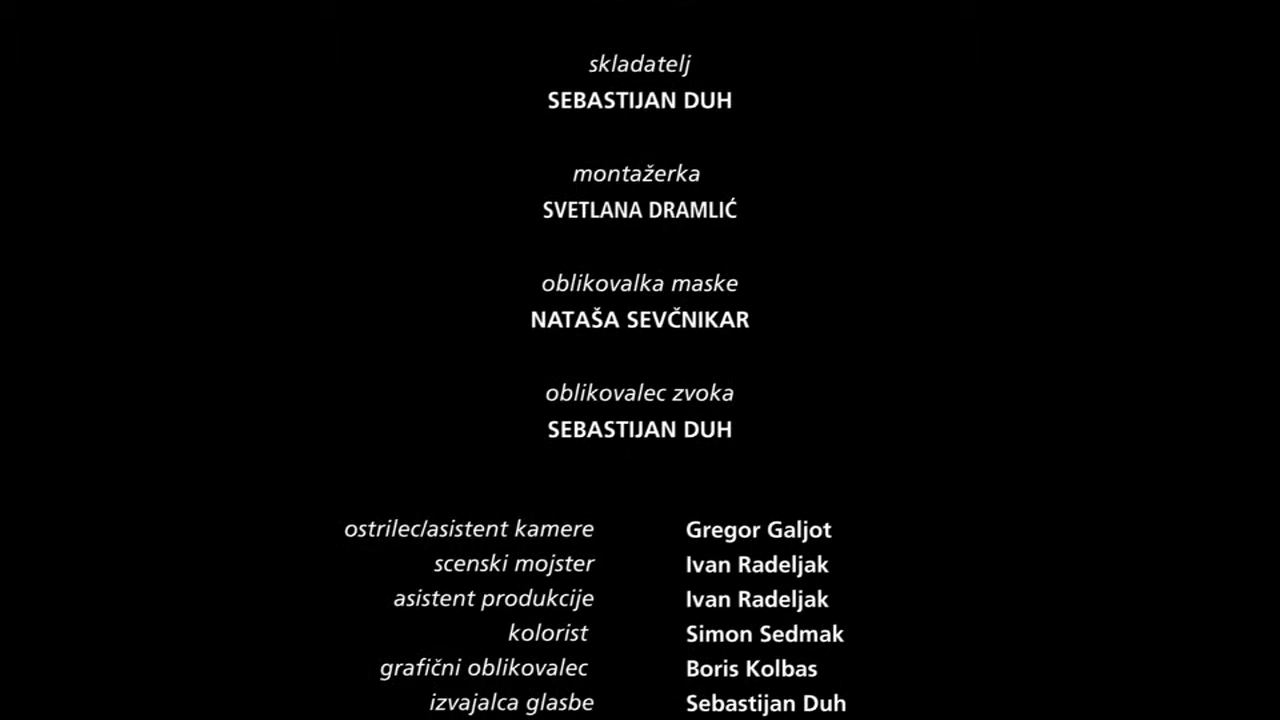 skladatelj
SEBASTIJAN DUH
montažerka
SVETLANA DRAMLIĆ
oblikovalka maske
NATAŠA SEVČNIKAR
oblikovalec zvoka
SEBASTIJAN DUH
ostrilec/asistent kamere Gregor Galjot
scenski mojster Ivan Radeljak
asistent produkcije Ivan Radeljak
kolorist Simon Sedmak
grafični oblikovalec Boris Kolbas
izvajalca glasbe Sebastijan Duh